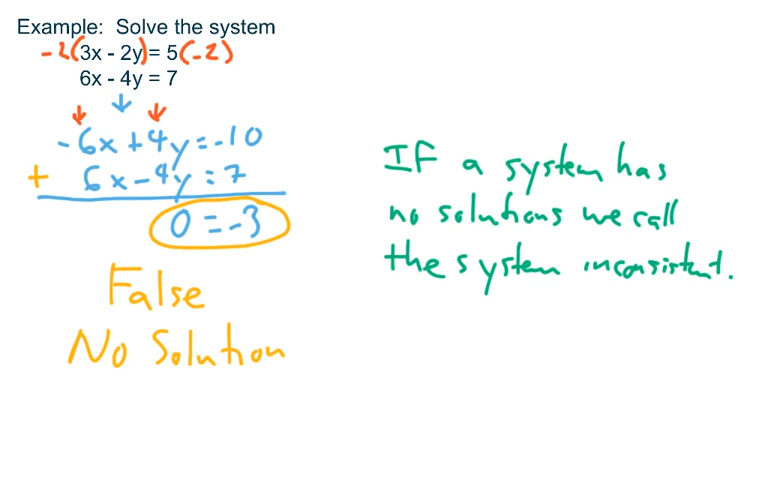 Example: Solve the system
-2(3x - 2y) = 5(-2)
6x - 4y = 7
-6x + 4y = -10
+ 6x - 4y = 7
0 = -3
False
No Solution
If a system has
no solutions we call
the system inconsistent.